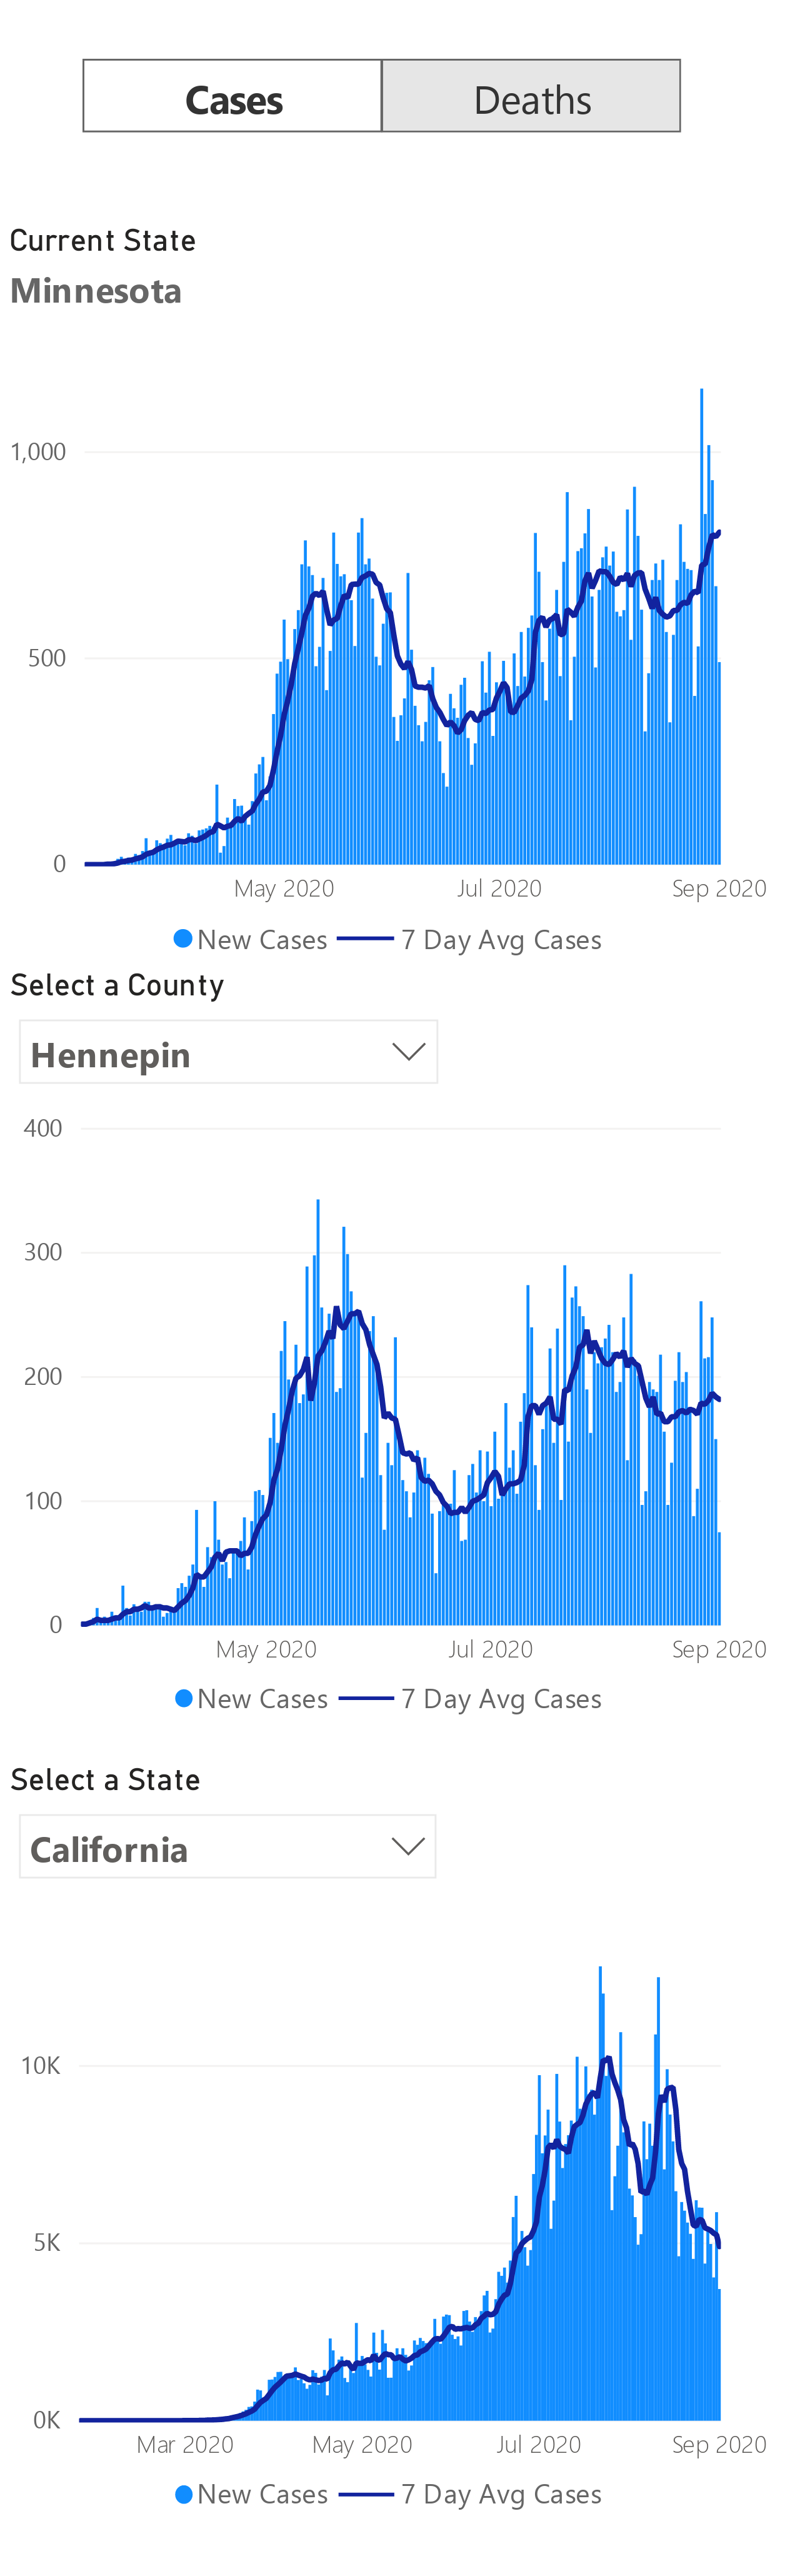 Cases Deaths
Current State
Minnesota
1,000
500
0
May 2020 Jul 2020 Sep 2020
New Cases 7 Day Avg Cases
Select a County
Hennepin
400
300
200
100
0
May 2020 Jul 2020 Sep 2020
New Cases 7 Day Avg Cases
Select a State
California
10K
5K
0K
Mar 2020 May 2020 Jul 2020 Sep 2020
New Cases 7 Day Avg Cases